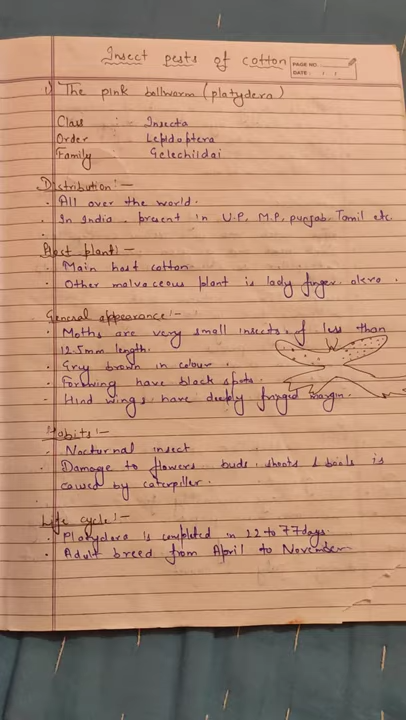 Insect pests of cotton
PAGE NO.
DATE : / /
1) The pink bollworm (platydera)
Class : Insecta
Order : Lepidoptera
Family Gelechildai
Distribution :-
· All over the world.
· In India, present in U.P, M.P, punjab, Tamil etc.
Host plant :-
· Main host cotton
· Other malvaceous plant is lady finger okra.
General appearance :-
· Moths are very small insects of less than
12.5mm length.
· Grey brown in colour.
· Forewing have black spots.
· Hind wings have deeply fringed margin.
Habits :-
· Nocturnal insect
· Damage to flowers, buds, shoots & bolls is
caused by caterpiller.
Life cycle :-
· Platydera is completed in 22 to 77 days.
· Adult breed from April to November